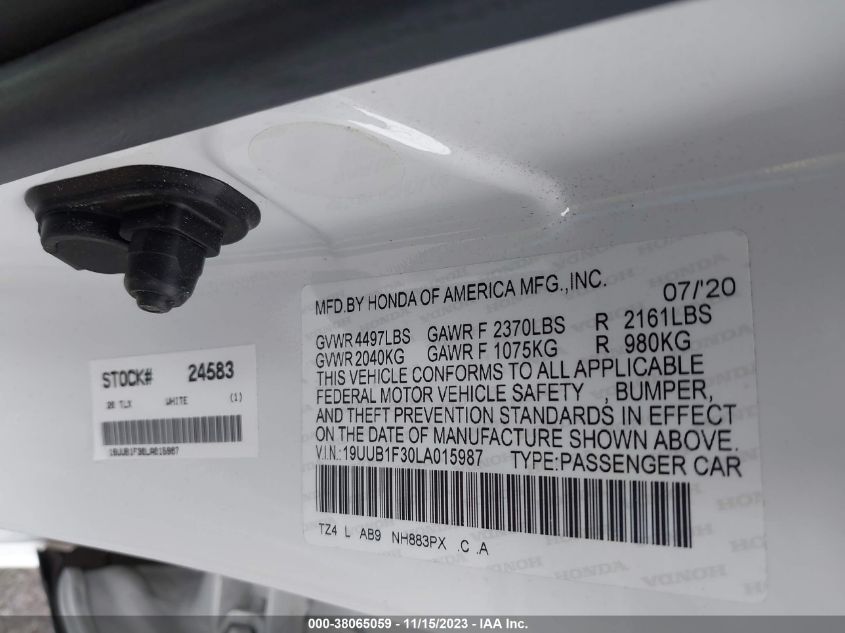 MFD.BY HONDA OF AMERICA MFG.,INC. 07/'20
GVWR 4497LBS GAWR F 2370LBS R 2161LBS
GVWR 2040KG GAWR F 1075KG R 980KG
THIS VEHICLE CONFORMS TO ALL APPLICABLE
FEDERAL MOTOR VEHICLE SAFETY , BUMPER,
AND THEFT PREVENTION STANDARDS IN EFFECT
ON THE DATE OF MANUFACTURE SHOWN ABOVE.
V.I.N.:19UUB1F30LA015987 TYPE:PASSENGER CAR
TZ4 L AB9 NH883PX .C .A
STOCK# 24583
20 TLX WHITE (1)
19UUB1F30LA015987
000-38065059 - 11/15/2023 - IAA Inc.